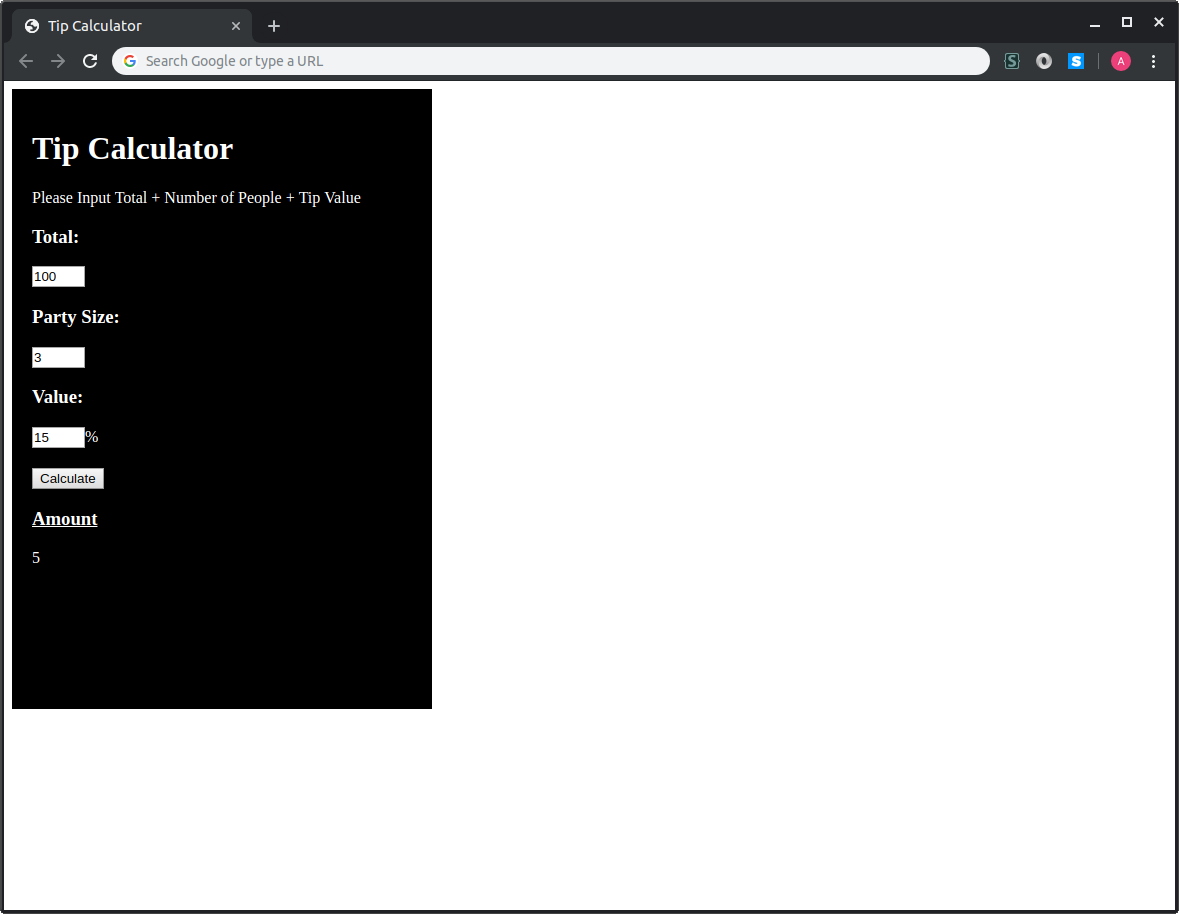 Tip Calculator
Search Google or type a URL
S
S
A
Tip Calculator
Please Input Total + Number of People + Tip Value
Total:
100
Party Size:
3
Value:
15%
Calculate
Amount
5